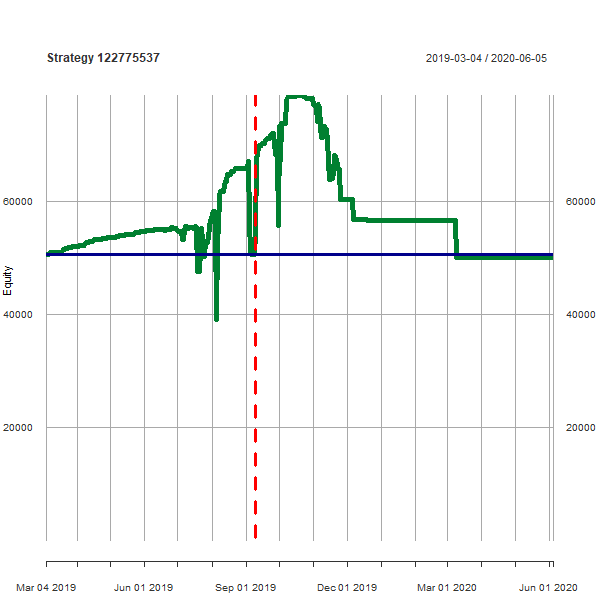 Strategy 122775537
2019-03-04 / 2020-06-05
60000
60000
Equity
40000
40000
20000
20000
Mar 04 2019
Jun 01 2019
Sep 01 2019
Dec 01 2019
Mar 01 2020
Jun 01 2020